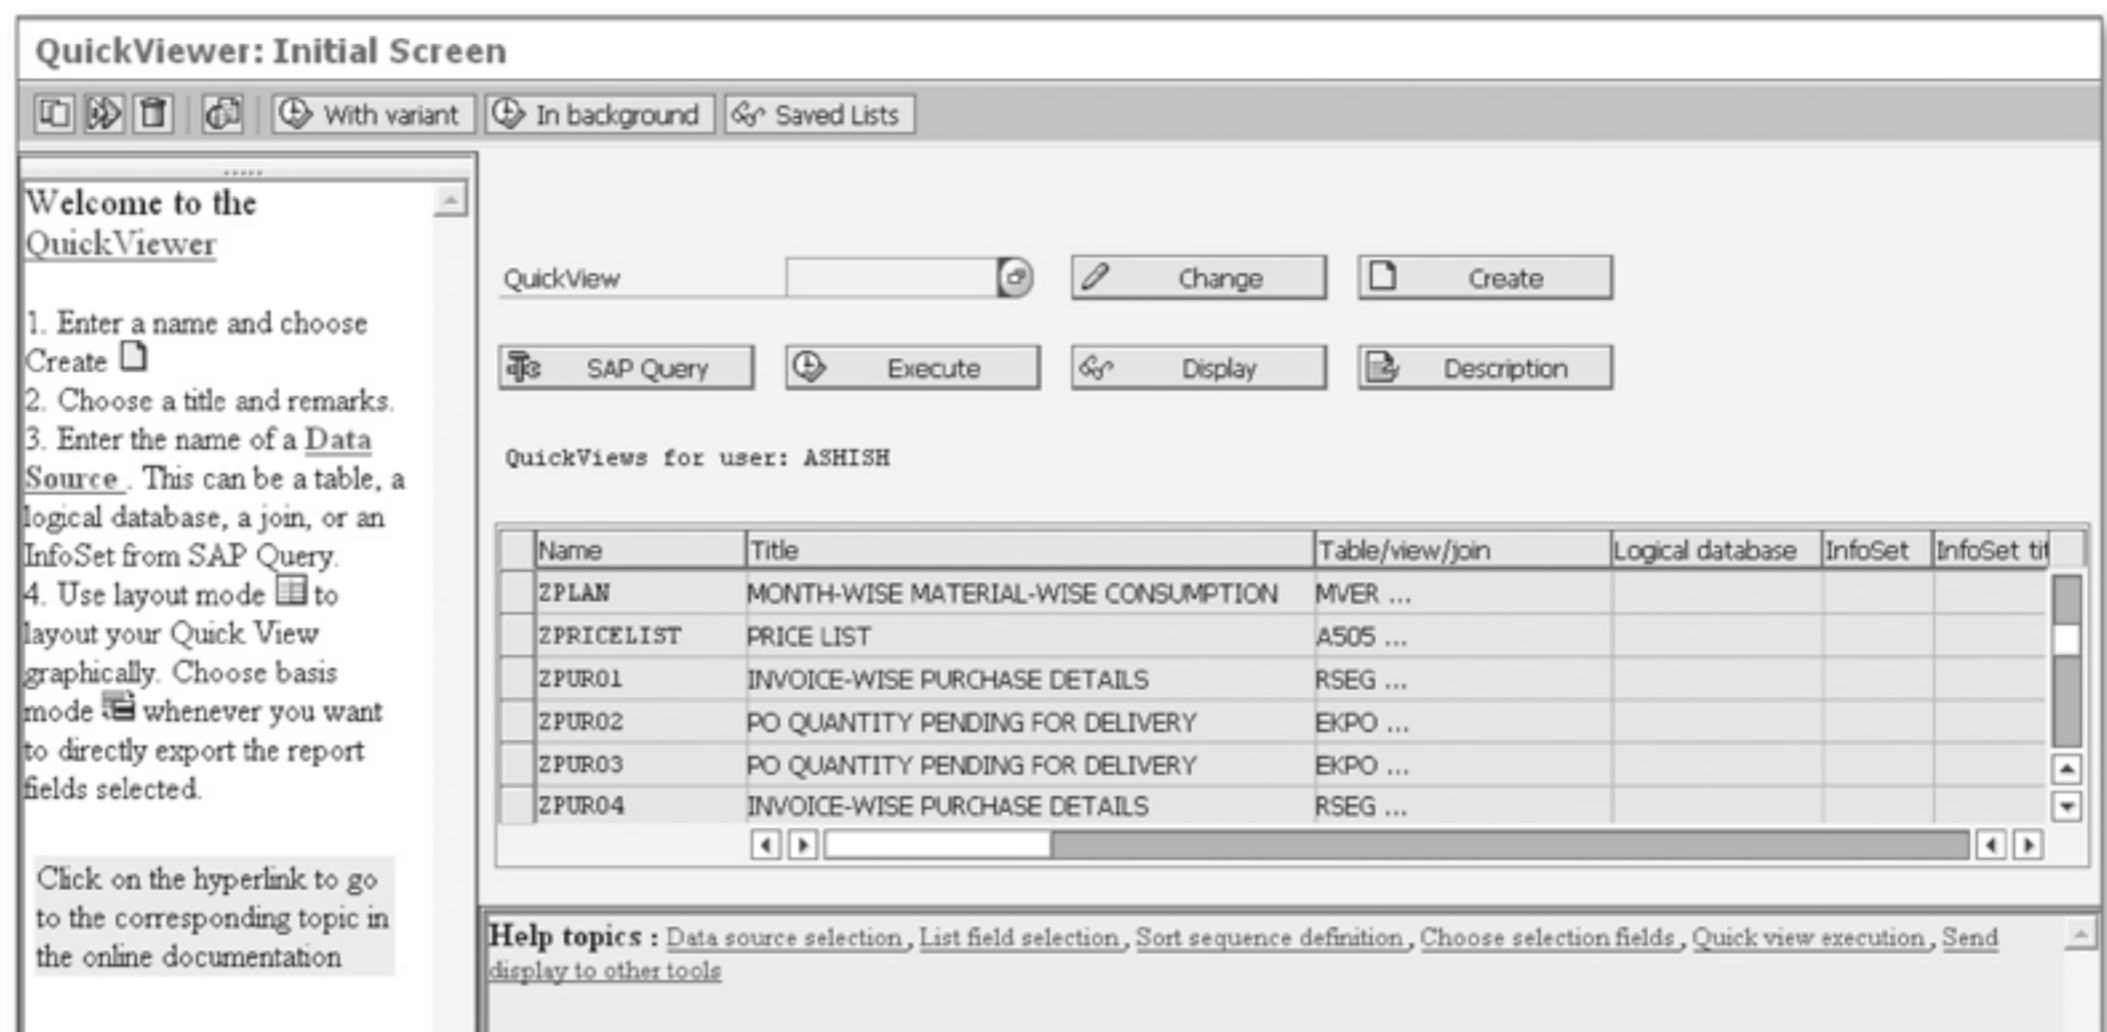 QuickViewer: Initial Screen
With variant
In background
Saved Lists
Welcome to the
QuickViewer
1. Enter a name and choose
Create
2. Choose a title and remarks.
3. Enter the name of a Data
Source . This can be a table, a
logical database, a join, or an
InfoSet from SAP Query.
4. Use layout mode to
layout your Quick View
graphically. Choose basis
mode whenever you want
to directly export the report
fields selected.
Click on the hyperlink to go
to the corresponding topic in
the online documentation
QuickView Change Create
SAP Query Execute Display Description
QuickViews for user: ASHISH
Name Title Table/view/join Logical database InfoSet InfoSet tit
ZPLAN MONTH-WISE MATERIAL-WISE CONSUMPTION MVER ...
ZPRICELIST PRICE LIST A505 ...
ZPUR01 INVOICE-WISE PURCHASE DETAILS RSEG ...
ZPUR02 PO QUANTITY PENDING FOR DELIVERY EKPO ...
ZPUR03 PO QUANTITY PENDING FOR DELIVERY EKPO ...
ZPUR04 INVOICE-WISE PURCHASE DETAILS RSEG ...
Help topics : Data source selection , List field selection , Sort sequence definition , Choose selection fields , Quick view execution , Send
display to other tools